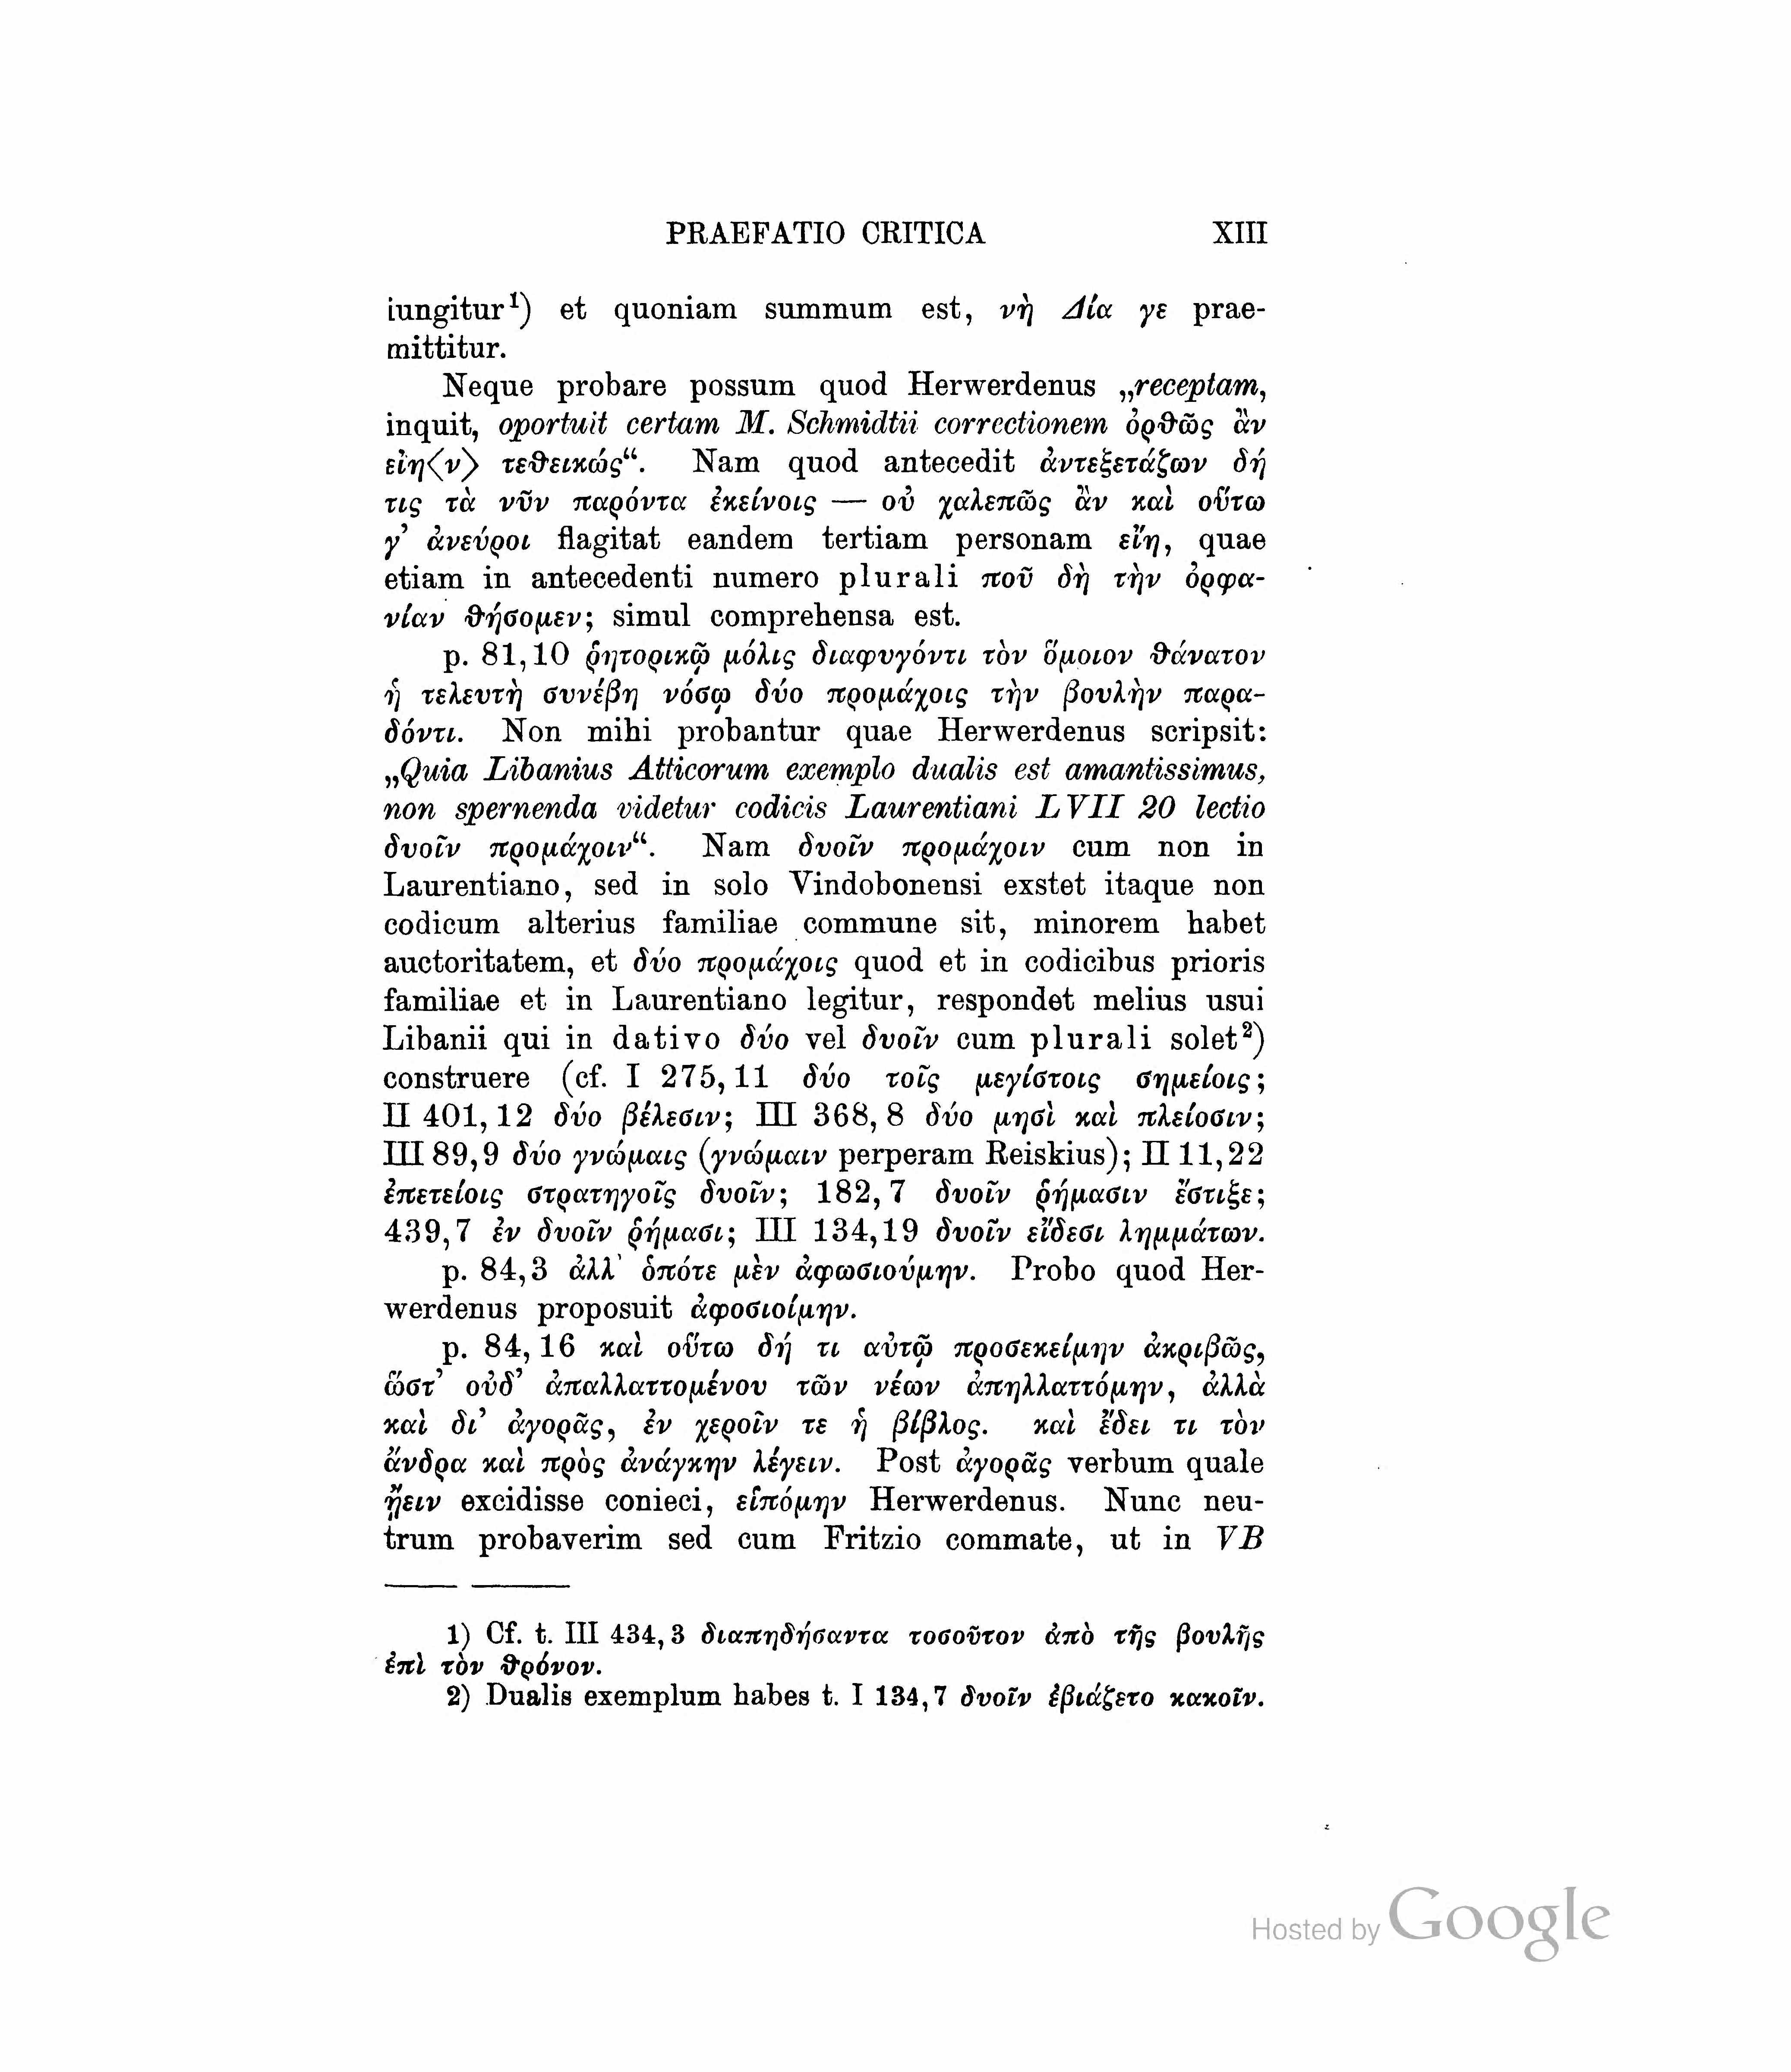 PRAEFATIO CRITICA XIII
iungitur¹) et quoniam summum est, νὴ Δία γε prae-
mittitur.
Neque probare possum quod Herwerdenus „receptam,
inquit, oportuit certam M. Schmidtii correctionem ὀρϑῶς ἂν
εἴη⟨ν⟩ τεϑεικώς“. Nam quod antecedit ἀντεξετάζων δή
τις τὰ νῦν παρόντα ἐκείνοις — οὐ χαλεπῶς ἂν καὶ οὕτω
γ’ ἀνεύροι flagitat eandem tertiam personam εἴη, quae
etiam in antecedenti numero plurali ποῦ δὴ τὴν ὀρφα-
νίαν ϑήσομεν; simul comprehensa est.
p. 81,10 ῥητορικῷ μόλις διαφυγόντι τὸν ὅμοιον ϑάνατον
ἡ τελευτὴ συνέβη νόσῳ δύο προμάχοις τὴν βουλὴν παρα-
δόντι. Non mihi probantur quae Herwerdenus scripsit:
„Quia Libanius Atticorum exemplo dualis est amantissimus,
non spernenda videtur codicis Laurentiani LVII 20 lectio
δυοῖν προμάχοιν“. Nam δυοῖν προμάχοιν cum non in
Laurentiano, sed in solo Vindobonensi exstet itaque non
codicum alterius familiae commune sit, minorem habet
auctoritatem, et δύο προμάχοις quod et in codicibus prioris
familiae et in Laurentiano legitur, respondet melius usui
Libanii qui in dativo δύο vel δυοῖν cum plurali solet²)
construere (cf. I 275,11 δύο τοῖς μεγίστοις σημείοις;
II 401,12 δύο βέλεσιν; III 368,8 δύο μησὶ καὶ πλείοσιν;
III 89,9 δύο γνώμαις (γνώμαιν perperam Reiskius); II 11,22
ἐπετείοις στρατηγοῖς δυοῖν; 182,7 δυοῖν ῥήμασιν ἔστιξε;
439,7 ἐν δυοῖν ῥήμασι; III 134,19 δυοῖν εἴδεσι λημμάτων.
p. 84,3 ἀλλ’ ὁπότε μὲν ἀφωσιούμην. Probo quod Her-
werdenus proposuit ἀφοσιοίμην.
p. 84,16 καὶ οὕτω δή τι αὐτῷ προσεκείμην ἀκριβῶς,
ὥστ’ οὐδ’ ἀπαλλαττομένου τῶν νέων ἀπηλλαττόμην, ἀλλὰ
καὶ δι’ ἀγορᾶς, ἐν χεροῖν τε ἡ βίβλος. καὶ ἔδει τι τὸν
ἄνδρα καὶ πρὸς ἀνάγκην λέγειν. Post ἀγορᾶς verbum quale
ᾔειν excidisse conieci, εἱπόμην Herwerdenus. Nunc neu-
trum probaverim sed cum Fritzio commate, ut in VB
1) Cf. t. III 434,3 διαπηδήσαντα τοσοῦτον ἀπὸ τῆς βουλῆς
ἐπὶ τὸν ϑρόνον.
2) Dualis exemplum habes t. I 134,7 δυοῖν ἐβιάζετο κακοῖν.
Hosted by Google